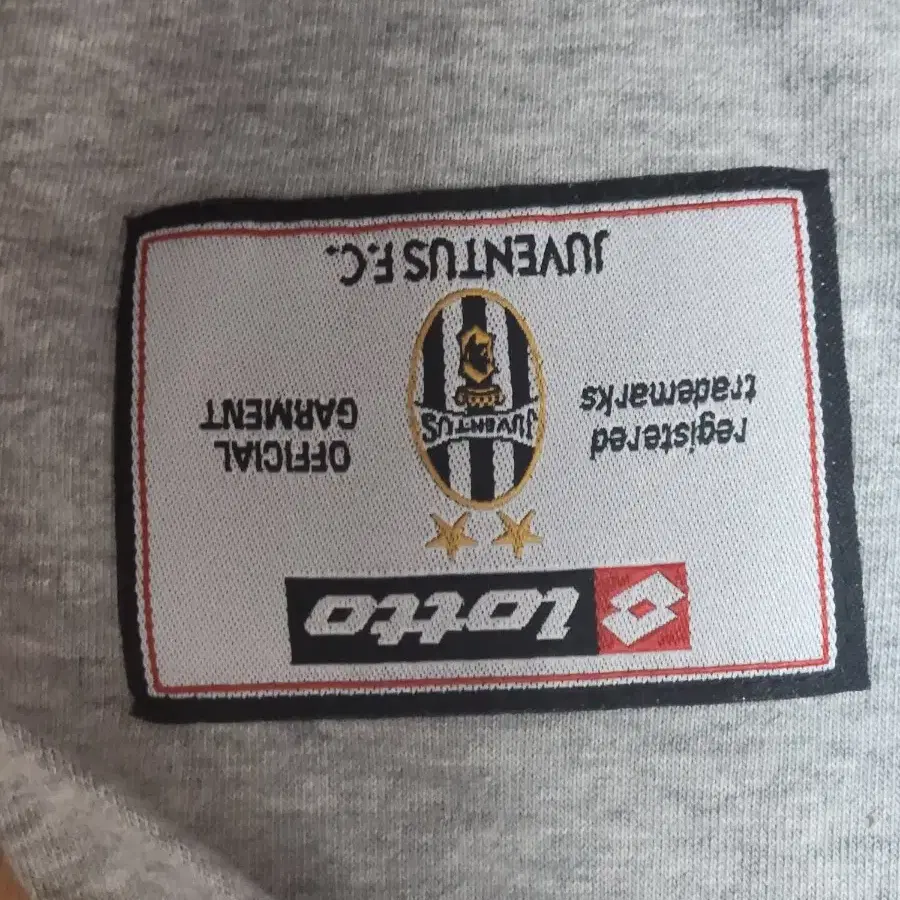 lotto
registered
trademarks
JUVENTUS
OFFICIAL
GARMENT
JUVENTUS F.C.